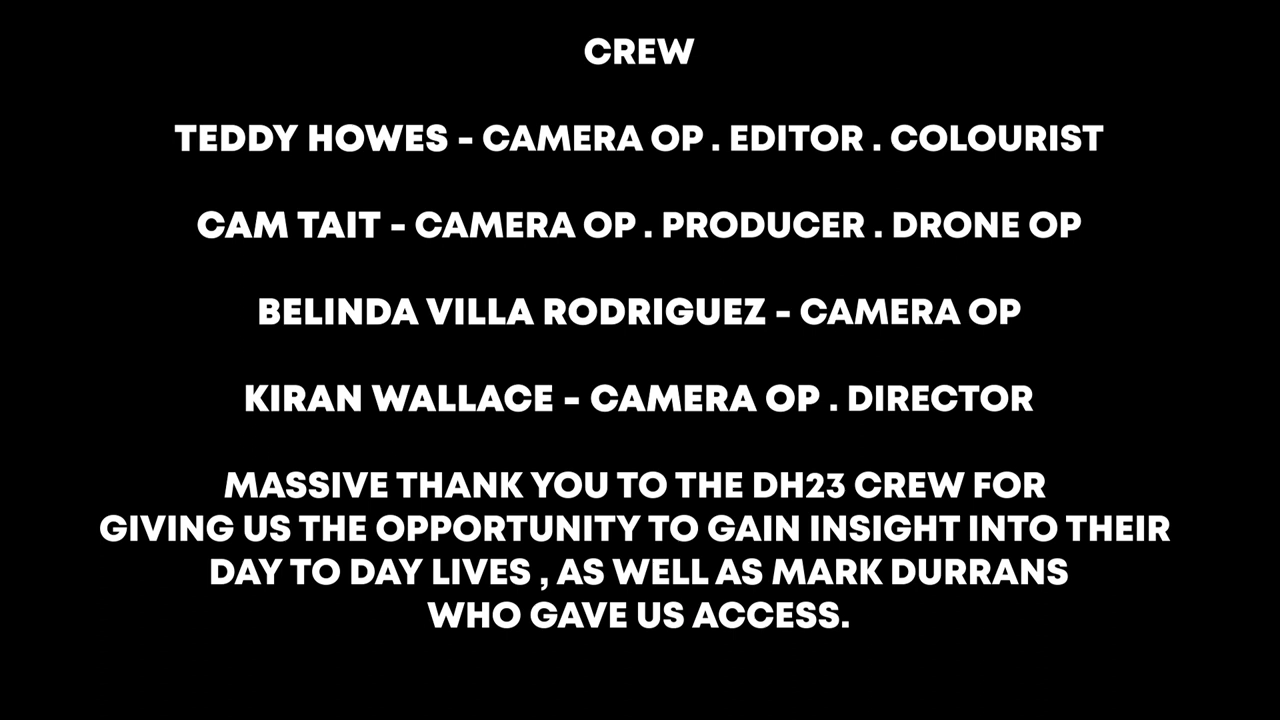 CREW
TEDDY HOWES - CAMERA OP . EDITOR . COLOURIST
CAM TAIT - CAMERA OP . PRODUCER . DRONE OP
BELINDA VILLA RODRIGUEZ - CAMERA OP
KIRAN WALLACE - CAMERA OP . DIRECTOR
MASSIVE THANK YOU TO THE DH23 CREW FOR
GIVING US THE OPPORTUNITY TO GAIN INSIGHT INTO THEIR
DAY TO DAY LIVES , AS WELL AS MARK DURRANS
WHO GAVE US ACCESS.